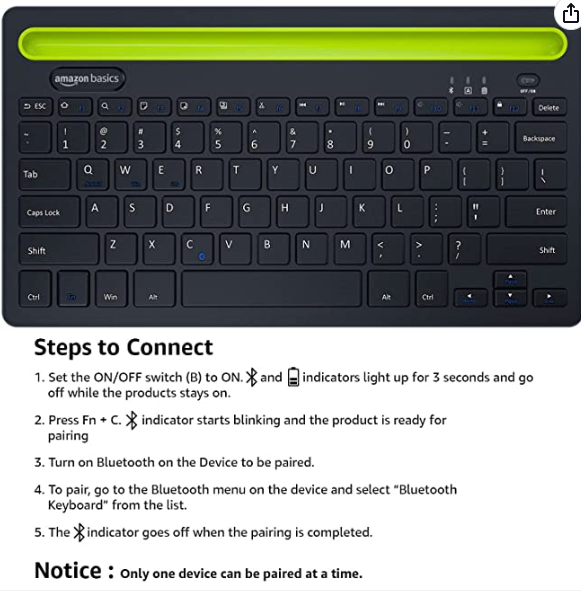 amazon basics
OFF/ON
ESC
Delete
~ ! @ # $ % ^ & * ( ) - + Backspace
` 1 2 3 4 5 6 7 8 9 0 =
Tab Q W E R T Y U I O P { } |
[ ] \
Caps Lock A S D F G H J K L : " Enter
; '
Shift Z X C V B N M < > ? Shift
, . /
Ctrl Fn Win Alt Alt Ctrl
Steps to Connect
1. Set the ON/OFF switch (B) to ON. and indicators light up for 3 seconds and go
off while the products stays on.
2. Press Fn + C. indicator starts blinking and the product is ready for
pairing
3. Turn on Bluetooth on the Device to be paired.
4. To pair, go to the Bluetooth menu on the device and select "Bluetooth
Keyboard" from the list.
5. The indicator goes off when the pairing is completed.
Notice : Only one device can be paired at a time.